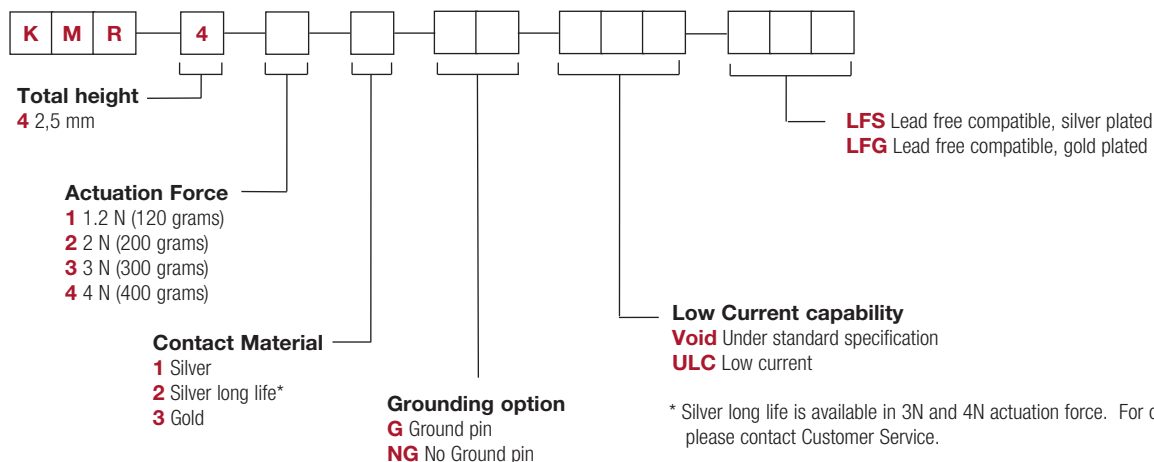 K M R 4
Total height
4 2,5 mm
LFS Lead free compatible, silver plated
LFG Lead free compatible, gold plated
Actuation Force
1 1.2 N (120 grams)
2 2 N (200 grams)
3 3 N (300 grams)
4 4 N (400 grams)
Contact Material
1 Silver
2 Silver long life*
3 Gold
Grounding option
G Ground pin
NG No Ground pin
Low Current capability
Void Under standard specification
ULC Low current
* Silver long life is available in 3N and 4N actuation force. For
please contact Customer Service.